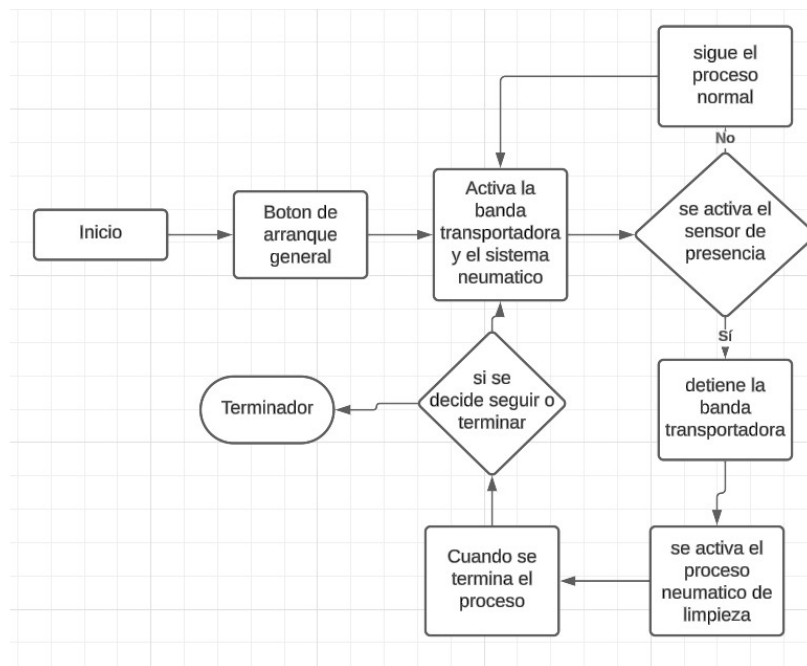 sigue el
proceso
normal
No
Inicio
Boton de
arranque
general
Activa la
banda
transportadora
y el sistema
neumatico
se activa el
sensor de
presencia
Sí
detiene la
banda
transportadora
se activa el
proceso
neumatico de
limpieza
Cuando se
termina el
proceso
si se
decide seguir o
terminar
Terminador